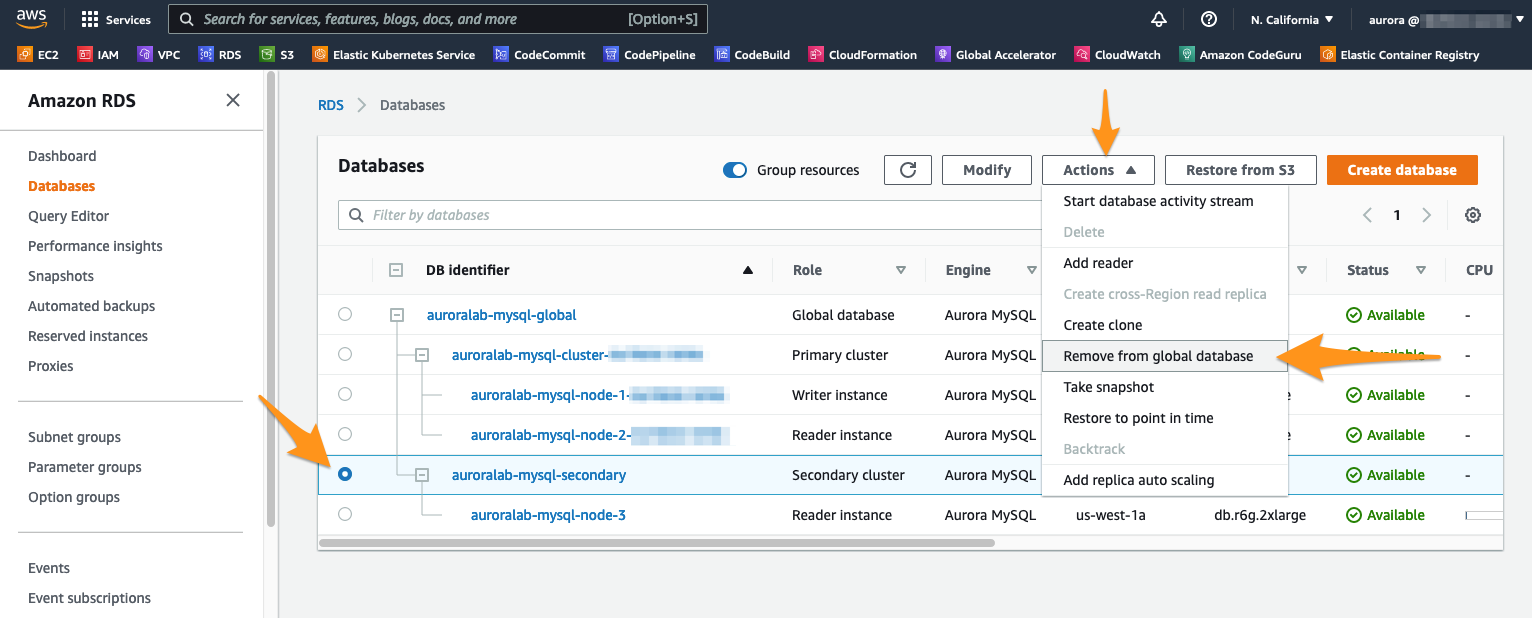 aws Services Search for services, features, blogs, docs, and more [Option+S] N. California aurora @
EC2 IAM VPC RDS S3 Elastic Kubernetes Service CodeCommit CodePipeline CodeBuild CloudFormation Global Accelerator CloudWatch Amazon CodeGuru Elastic Container Registry
Amazon RDS
Dashboard
Databases
Query Editor
Performance insights
Snapshots
Automated backups
Reserved instances
Proxies
Subnet groups
Parameter groups
Option groups
Events
Event subscriptions
RDS Databases
Databases Group resources Modify Actions Restore from S3 Create database
Filter by databases 1
DB identifier Role Engine Status CPU
auroralab-mysql-global Global database Aurora MySQL Available -
auroralab-mysql-cluster- Primary cluster Aurora MySQL Available -
auroralab-mysql-node-1- Writer instance Aurora MySQL Available -
auroralab-mysql-node-2- Reader instance Aurora MySQL Available -
auroralab-mysql-secondary Secondary cluster Aurora MySQL Available -
auroralab-mysql-node-3 Reader instance Aurora MySQL us-west-1a db.r6g.2xlarge Available
Start database activity stream
Delete
Add reader
Create cross-Region read replica
Create clone
Remove from global database
Take snapshot
Restore to point in time
Backtrack
Add replica auto scaling